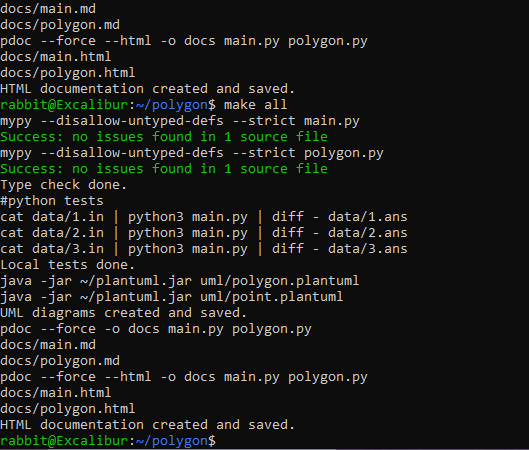 docs/main.md
docs/polygon.md
pdoc --force --html -o docs main.py polygon.py
docs/main.html
docs/polygon.html
HTML documentation created and saved.
rabbit@Excalibur:~/polygon$ make all
mypy --disallow-untyped-defs --strict main.py
Success: no issues found in 1 source file
mypy --disallow-untyped-defs --strict polygon.py
Success: no issues found in 1 source file
Type check done.
#python tests
cat data/1.in | python3 main.py | diff - data/1.ans
cat data/2.in | python3 main.py | diff - data/2.ans
cat data/3.in | python3 main.py | diff - data/3.ans
Local tests done.
java -jar ~/plantuml.jar uml/polygon.plantuml
java -jar ~/plantuml.jar uml/point.plantuml
UML diagrams created and saved.
pdoc --force -o docs main.py polygon.py
docs/main.md
docs/polygon.md
pdoc --force --html -o docs main.py polygon.py
docs/main.html
docs/polygon.html
HTML documentation created and saved.
rabbit@Excalibur:~/polygon$